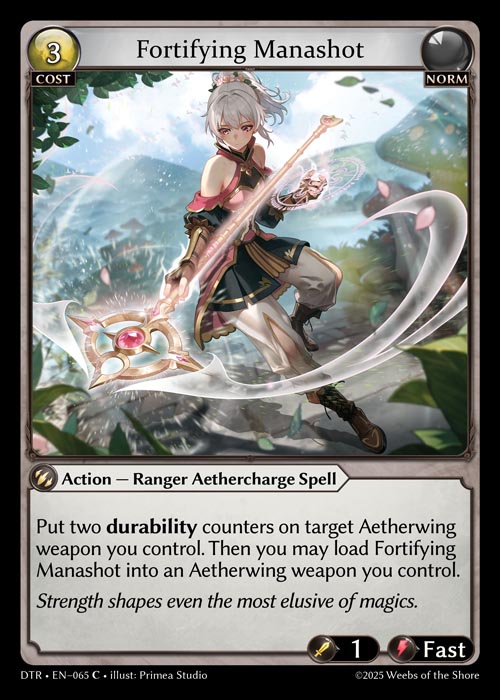 3
Fortifying Manashot
COST
NORM
Action — Ranger Aethercharge Spell
Put two durability counters on target Aetherwing
weapon you control. Then you may load Fortifying
Manashot into an Aetherwing weapon you control.
Strength shapes even the most elusive of magics.
1
Fast
DTR • EN–065 C • illust: Primea Studio
©2025 Weebs of the Shore